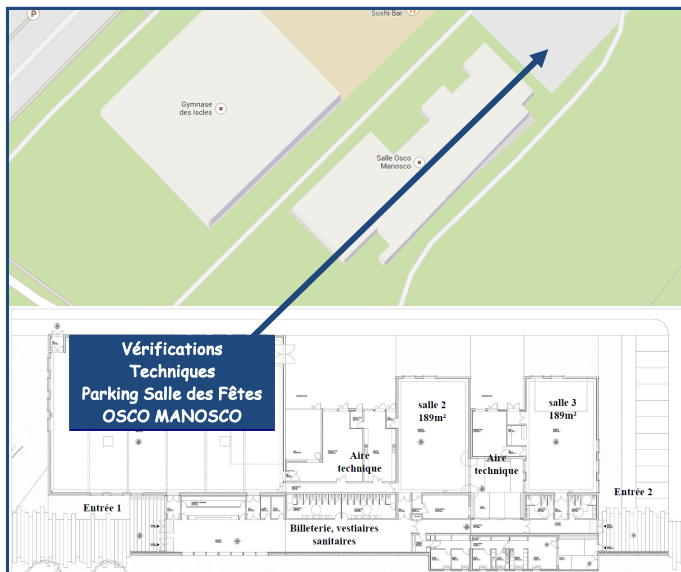 P
Sushi Bar
Gymnase
des Iscles
Salle Osco
Manosco
Vérifications
Techniques
Parking Salle des Fêtes
OSCO MANOSCO
salle 2
189m²
salle 3
189m²
Aire
technique
Aire
technique
Entrée 1
Entrée 2
Billeterie, vestiaires
sanitaires